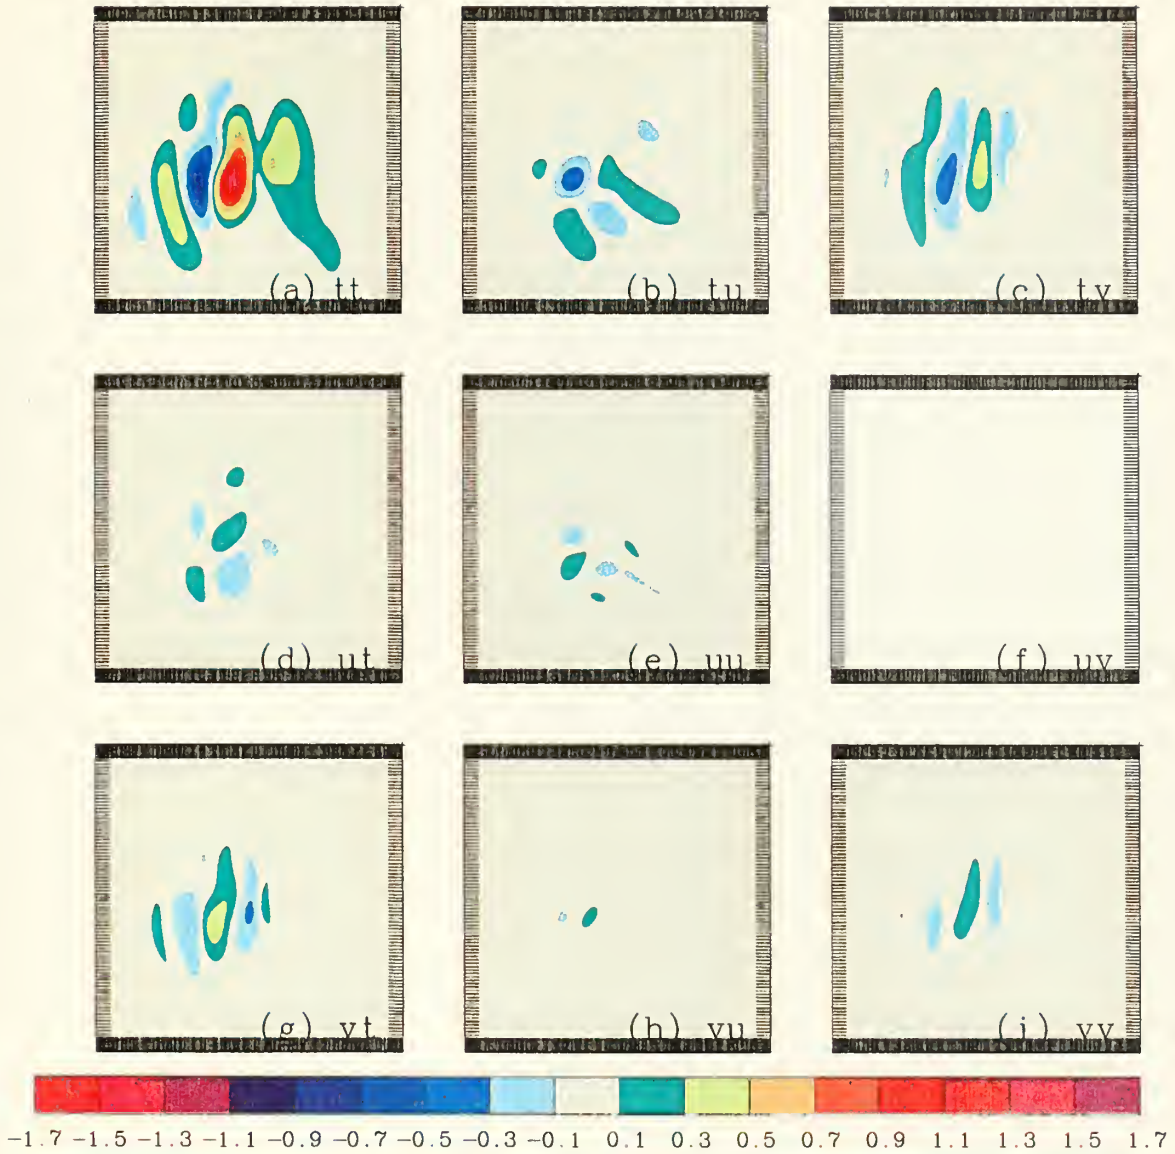 (a) tt
(b) tu
(c) tv
(d) ut
(e) uu
(f) uv
(g) vt
(h) vu
(i) vv
-1.7 -1.5 -1.3 -1.1 -0.9 -0.7 -0.5 -0.3 -0.1 0.1 0.3 0.5 0.7 0.9 1.1 1.3 1.5 1.7